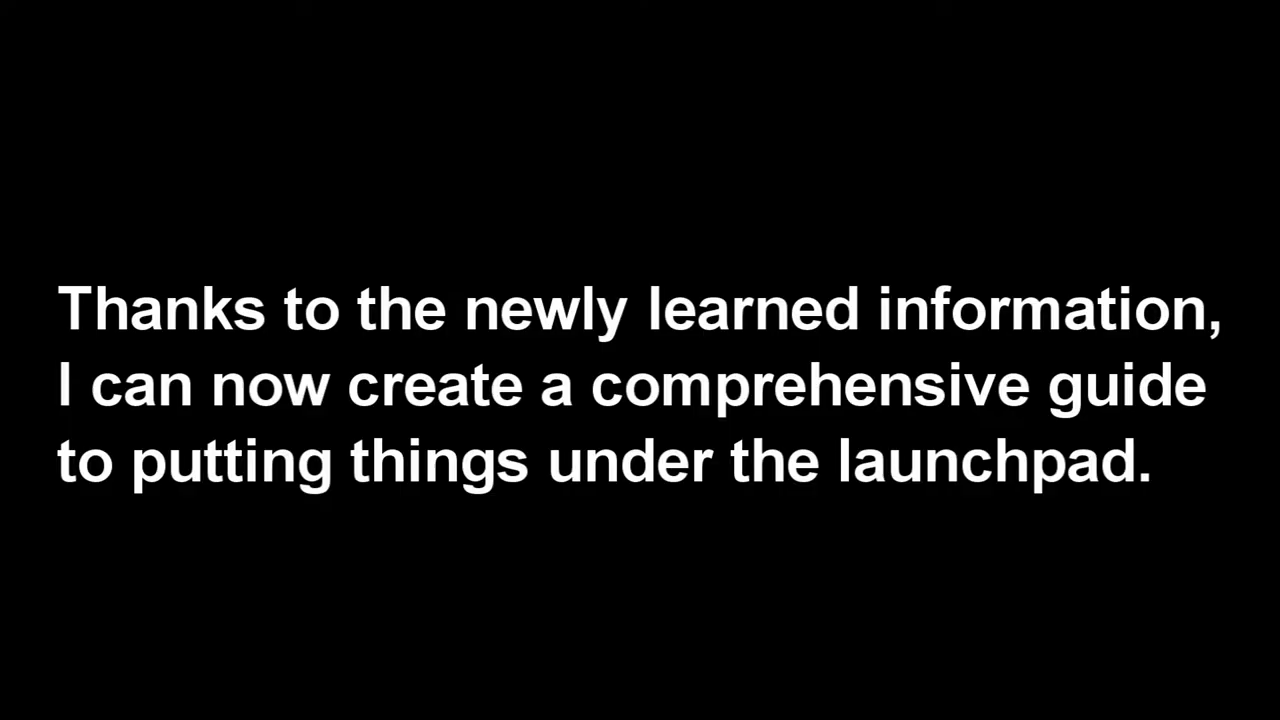 Thanks to the newly learned information,
I can now create a comprehensive guide
to putting things under the launchpad.